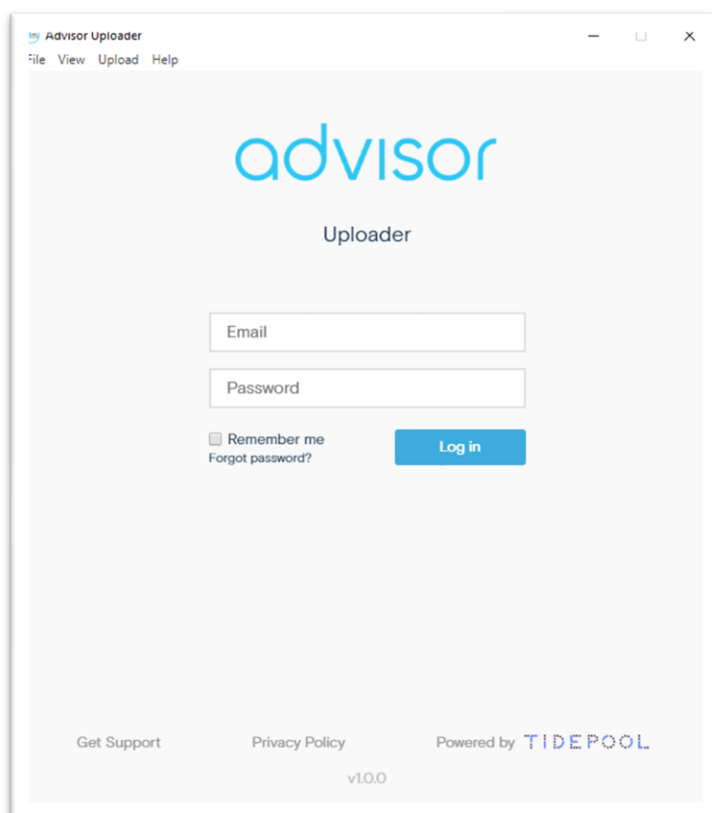 Advisor Uploader
File View Upload Help
advisor
Uploader
Email
Password
Remember me
Log in
Forgot password?
Get Support Privacy Policy Powered by TIDEPOOL
v1.0.0